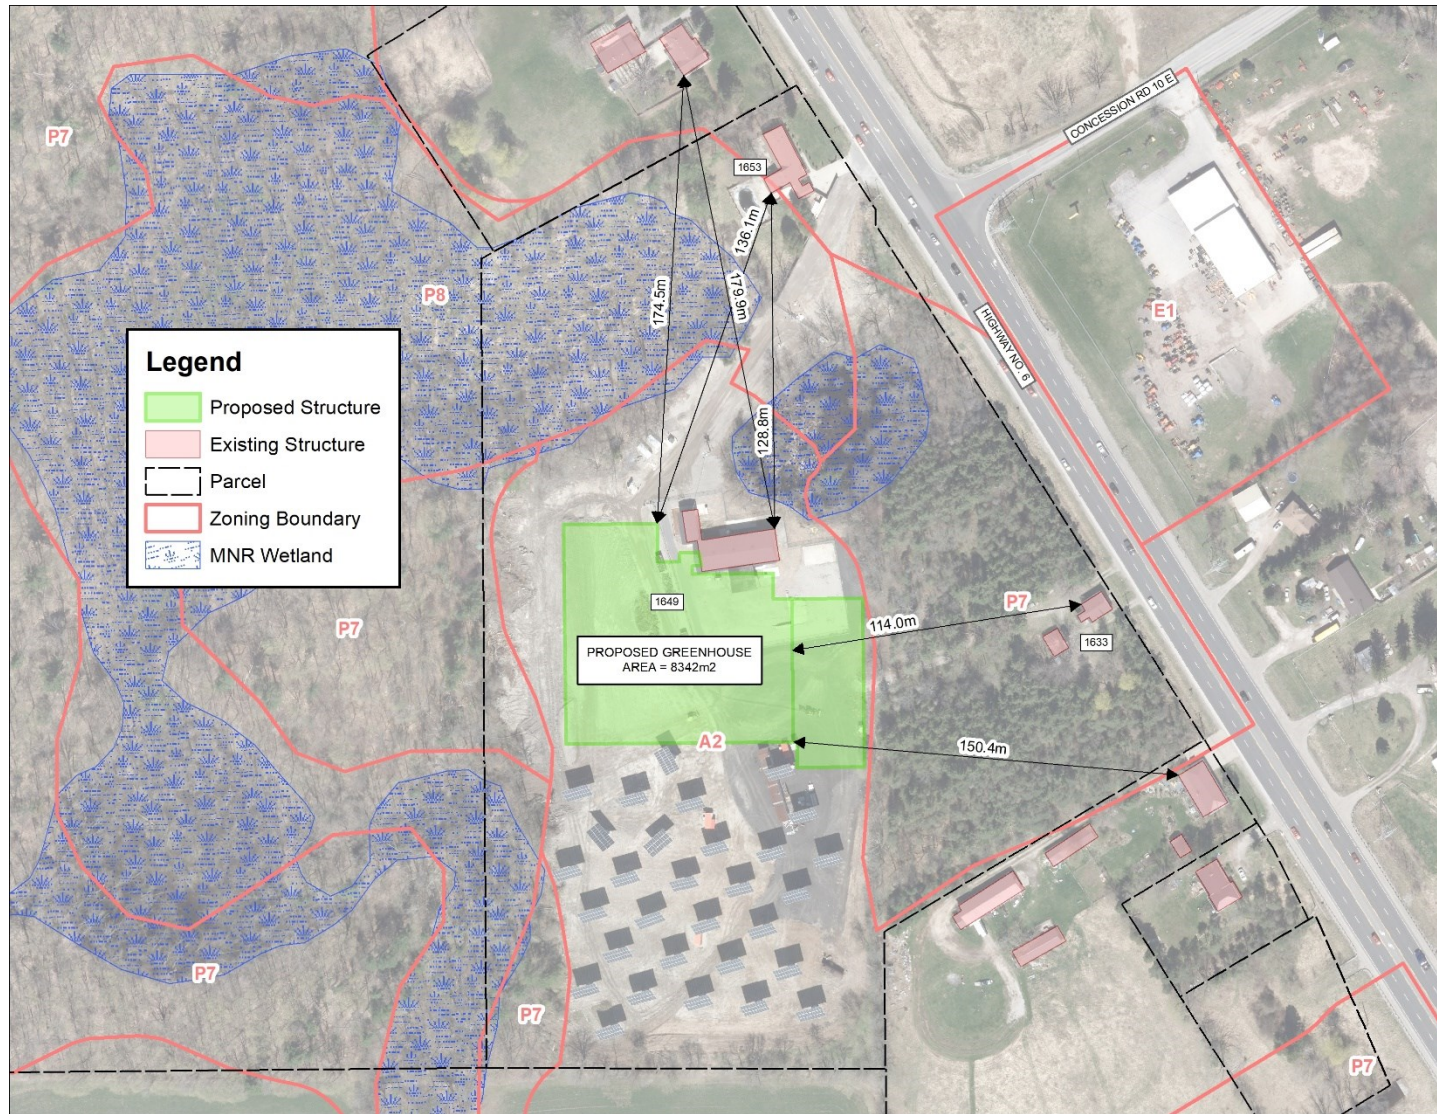 P7
CONCESSION RD 10 E
1653
136.1m
P8
174.5m
179.9m
E1
HIGHWAY NO. 6
Legend
Proposed Structure
Existing Structure
Parcel
Zoning Boundary
MNR Wetland
128.8m
1649
P7
114.0m
P7
1633
PROPOSED GREENHOUSE
AREA = 8342m2
A2
150.4m
P7
P7
P7